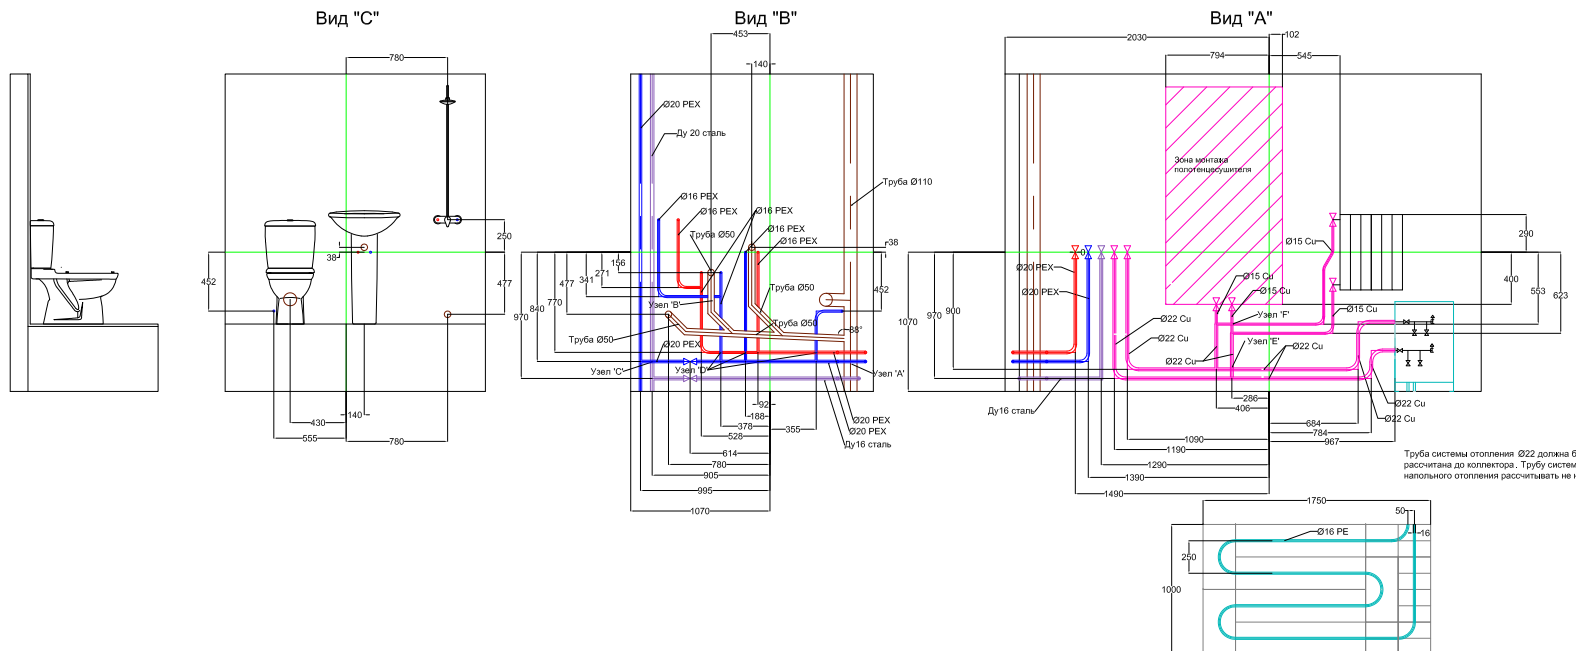 Вид "C"
780
250
38
452
477
140
430
555
780
Вид "B"
453
140
Ø20 PEX
Ду 20 сталь
Труба Ø110
Ø16 PEX
Ø16 PEX
Ø16 PEX
Труба Ø50
Ø16 PEX
Ø16 PEX
38
156
271
341
477
770
840
970
Узел 'B'
Труба Ø50
452
Труба Ø50
88°
Труба Ø50
Ø20 PEX
Узел 'C'
Узел 'D'
Узел 'A'
92
188
378
355
528
614
780
905
995
1070
Ø20 PEX
Ø20 PEX
Ду16 сталь
Вид "A"
102
2030
794
545
Зона монтажа
полотенцесушителя
290
Ø15 Cu
0
Ø20 PEX
Ø20 PEX
Ø15 Cu
Ø15 Cu
Ø15 Cu
400
553
623
Узел 'F'
Ø22 Cu
Ø22 Cu
Узел 'E'
Ø22 Cu
Ø22 Cu
900
970
1070
Ду16 сталь
286
406
Ø22 Cu
Ø22 Cu
684
784
967
1090
1190
1290
1390
1490
Труба системы отопления Ø22 должна б
рассчитана до коллектора. Трубу систем
напольного отопления рассчитывать не н
1750
50
16
Ø16 PE
250
1000